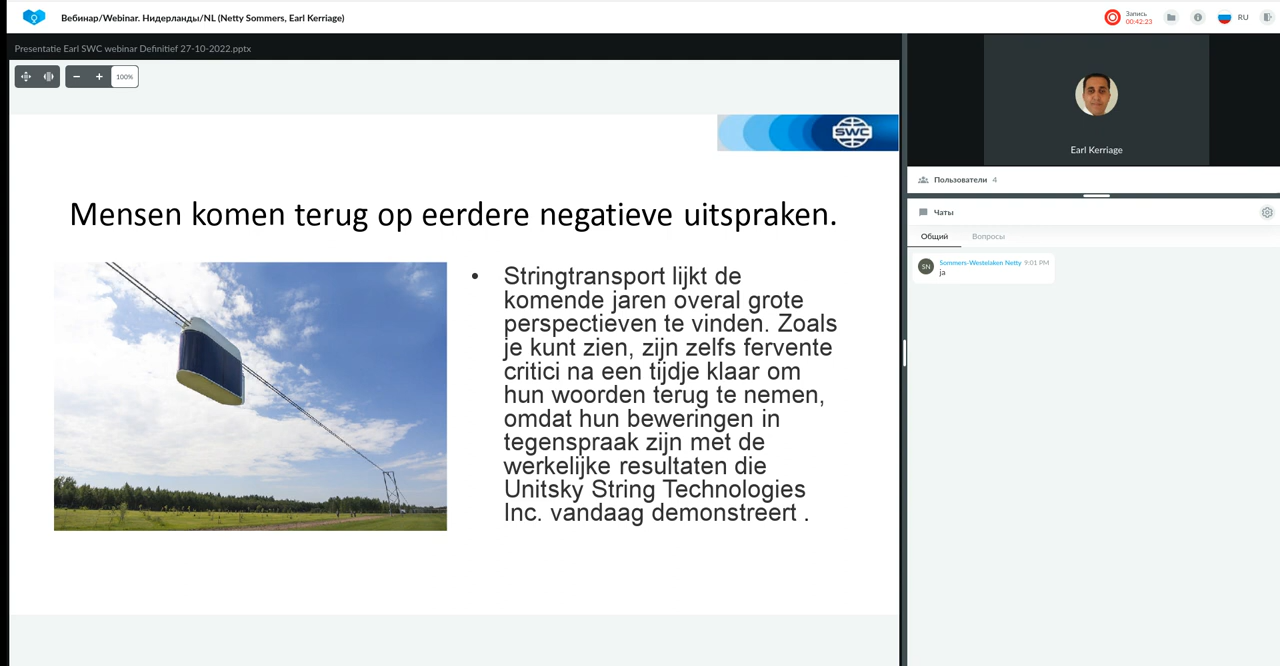 Вебинар/Webinar. Нидерланды/NL (Netty Sommers, Earl Kerriage)
Запись
00:42:23
RU
Presentatie Earl SWC webinar Definitief 27-10-2022.pptx
100%
SWC
Mensen komen terug op eerdere negatieve uitspraken.
• Stringtransport lijkt de
komende jaren overal grote
perspectieven te vinden. Zoals
je kunt zien, zijn zelfs fervente
critici na een tijdje klaar om
hun woorden terug te nemen,
omdat hun beweringen in
tegenspraak zijn met de
werkelijke resultaten die
Unitsky String Technologies
Inc. vandaag demonstreert .
Earl Kerriage
Пользователи 4
Чаты
Общий Вопросы
SN
Sommers-Westelaken Netty 9:01 PM
ja